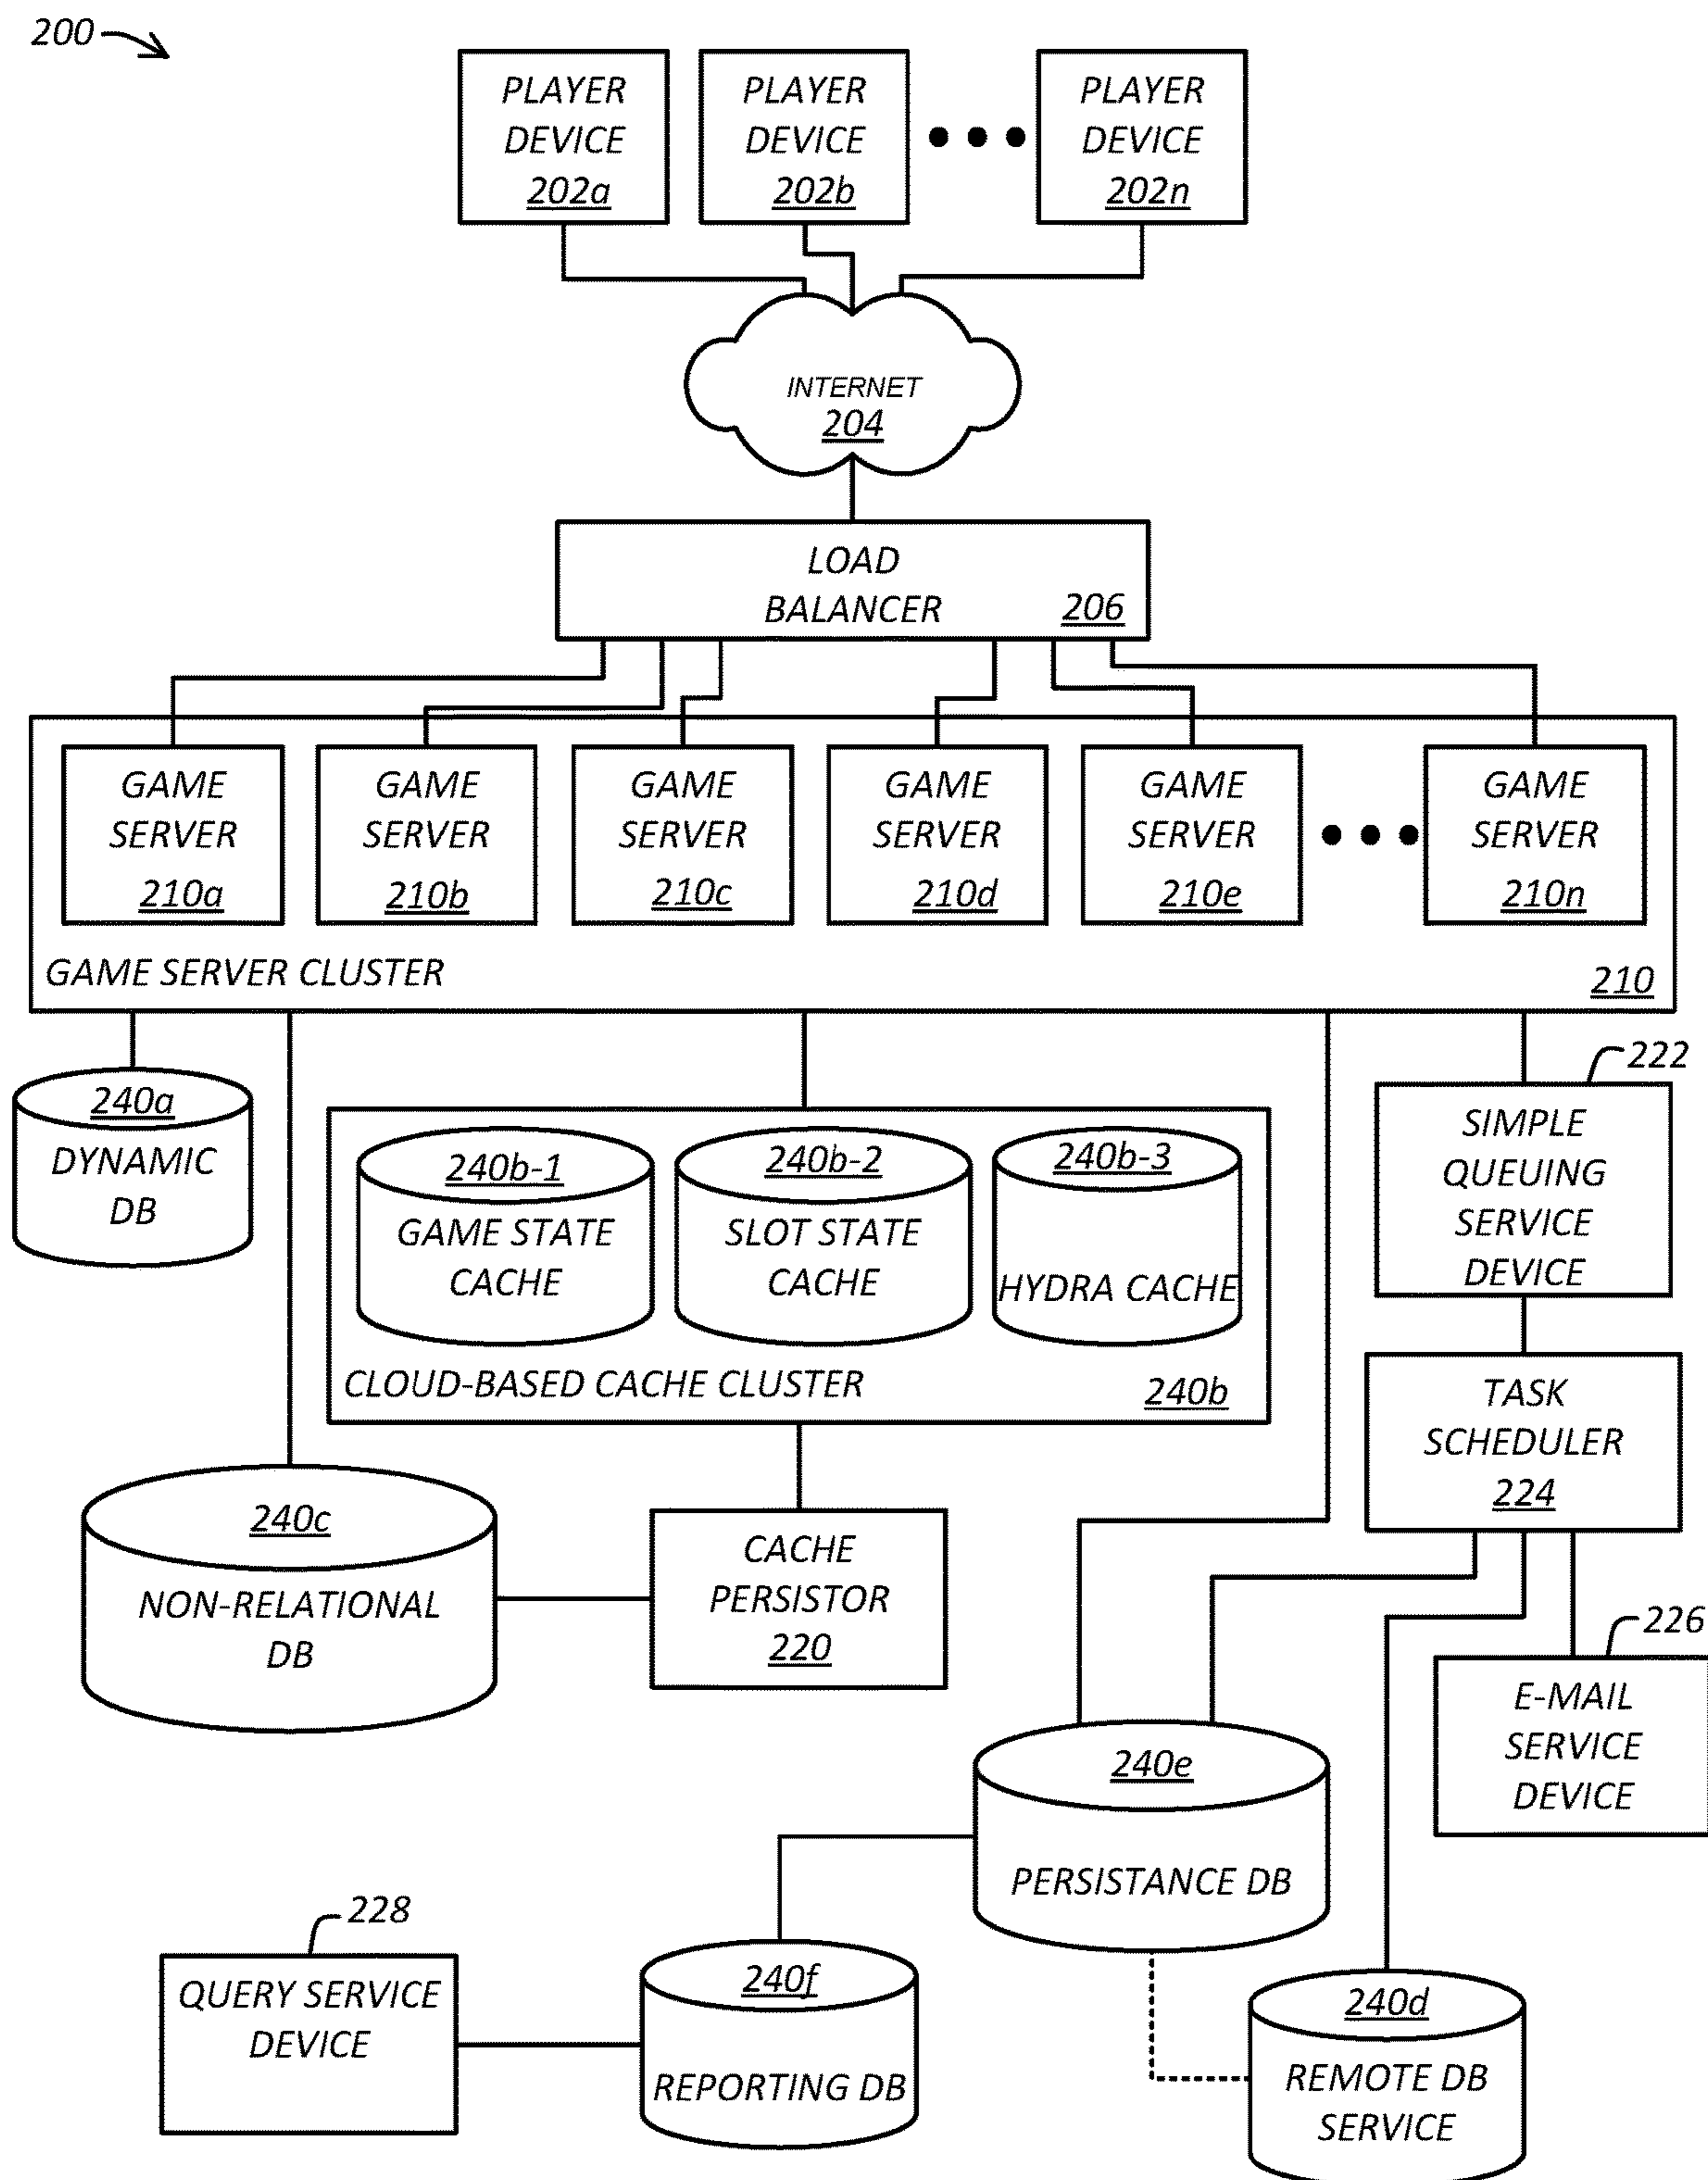 200
PLAYER
DEVICE
202a
PLAYER
DEVICE
202b
PLAYER
DEVICE
202n
INTERNET
204
LOAD
BALANCER
206
GAME
SERVER
210a
GAME
SERVER
210b
GAME
SERVER
210c
GAME
SERVER
210d
GAME
SERVER
210e
GAME
SERVER
210n
GAME SERVER CLUSTER
210
240a
DYNAMIC
DB
240b-1
GAME STATE
CACHE
240b-2
SLOT STATE
CACHE
240b-3
HYDRA CACHE
CLOUD-BASED CACHE CLUSTER
240b
222
SIMPLE
QUEUING
SERVICE
DEVICE
TASK
SCHEDULER
224
240c
NON-RELATIONAL
DB
CACHE
PERSISTOR
220
226
E-MAIL
SERVICE
DEVICE
240e
PERSISTANCE DB
228
QUERY SERVICE
DEVICE
240f
REPORTING DB
240d
REMOTE DB
SERVICE